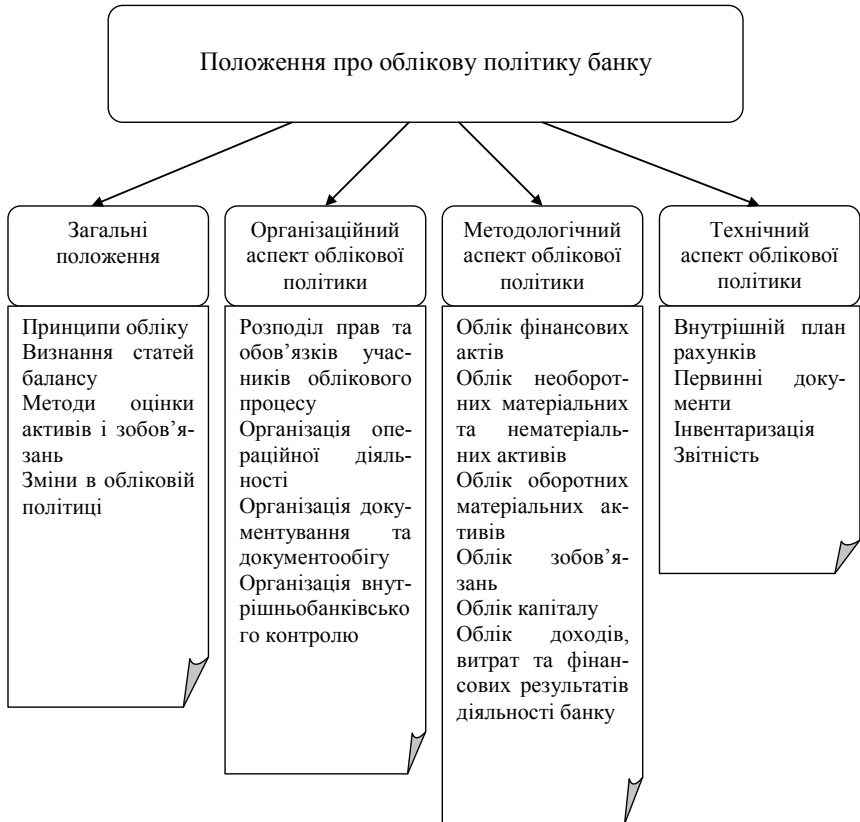 Положення про облікову політику банку
Загальні
положення
Принципи обліку
Визнання статей
балансу
Методи оцінки
активів і зобов’я-
зань
Зміни в обліковій
політиці
Організаційний
аспект облікової
політики
Розподіл прав та
обов’язків учас-
ників облікового
процесу
Організація опе-
раційної діяль-
ності
Організація доку-
ментування та
документообігу
Організація внут-
рішньобанківсько
го контролю
Методологічний
аспект облікової
політики
Облік фінансових
актів
Облік необорот-
них матеріальних
та нематеріаль-
них активів
Облік оборотних
матеріальних ак-
тивів
Облік зобов’я-
зань
Облік капіталу
Облік доходів,
витрат та фінан-
сових результатів
діяльності банку
Технічний
аспект облікової
політики
Внутрішній план
рахунків
Первинні доку-
менти
Інвентаризація
Звітність